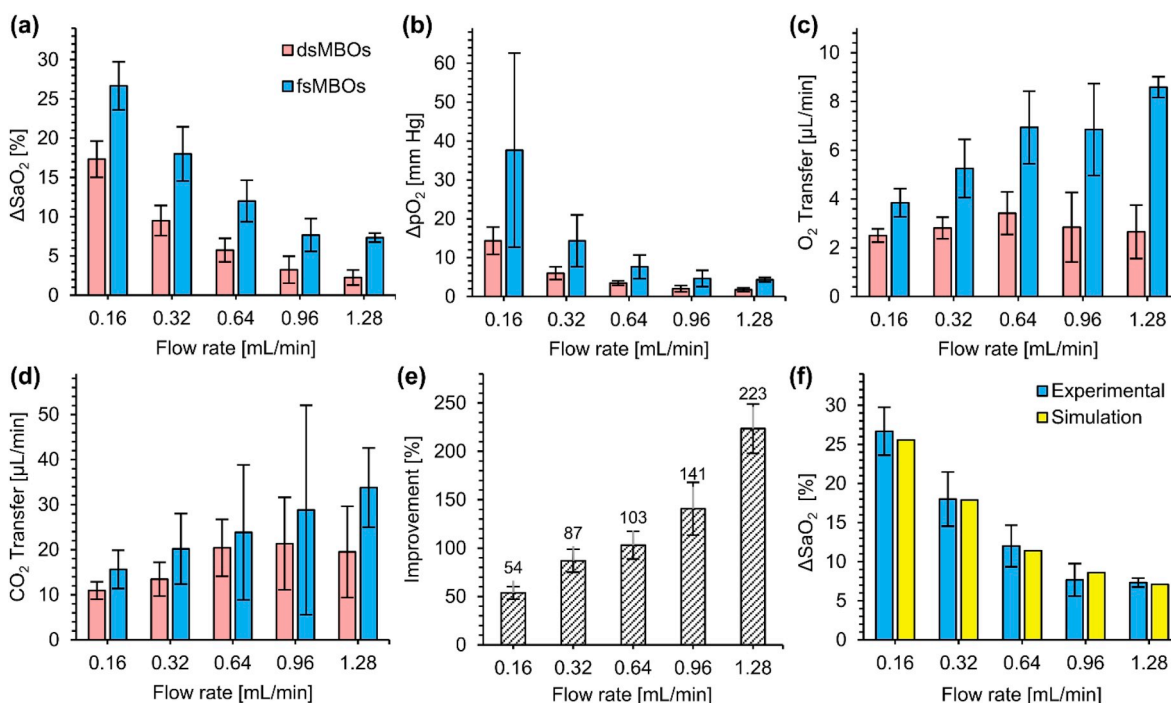 (a)
ΔSaO₂ [%]
35
30
25
20
15
10
5
0
dsMBOs
fsMBOs
0.16 0.32 0.64 0.96 1.28
Flow rate [mL/min]
(b)
ΔpO₂ [mm Hg]
60
50
40
30
20
10
0
0.16 0.32 0.64 0.96 1.28
Flow rate [mL/min]
(c)
O₂ Transfer [µL/min]
10
8
6
4
2
0
0.16 0.32 0.64 0.96 1.28
Flow rate [mL/min]
(d)
CO₂ Transfer [µL/min]
50
40
30
20
10
0
0.16 0.32 0.64 0.96 1.28
Flow rate [mL/min]
(e)
Improvement [%]
250
200
150
100
50
0
54
87
103
141
223
0.16 0.32 0.64 0.96 1.28
Flow rate [mL/min]
(f)
ΔSaO₂ [%]
30
25
20
15
10
5
0
Experimental
Simulation
0.16 0.32 0.64 0.96 1.28
Flow rate [mL/min]